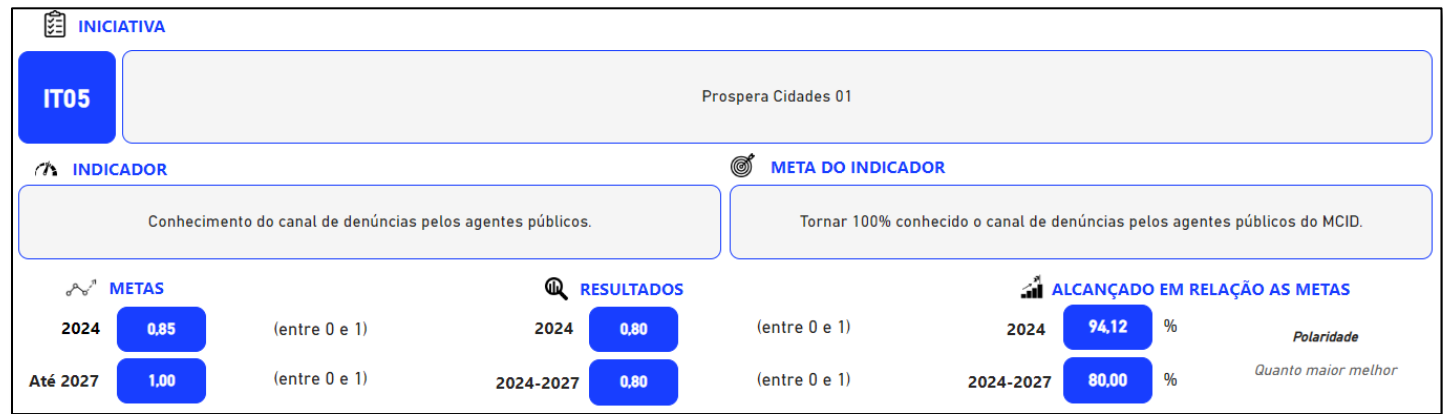 INICIATIVA
IT05
Prospera Cidades 01
INDICADOR
META DO INDICADOR
Conhecimento do canal de denúncias pelos agentes públicos.
Tornar 100% conhecido o canal de denúncias pelos agentes públicos do MCID.
METAS
RESULTADOS
ALCANÇADO EM RELAÇÃO AS METAS
2024 0,85 (entre 0 e 1) 2024 0,80 (entre 0 e 1) 2024 94,12 %
Polaridade
Até 2027 1,00 (entre 0 e 1) 2024-2027 0,80 (entre 0 e 1) 2024-2027 80,00 %
Quanto maior melhor